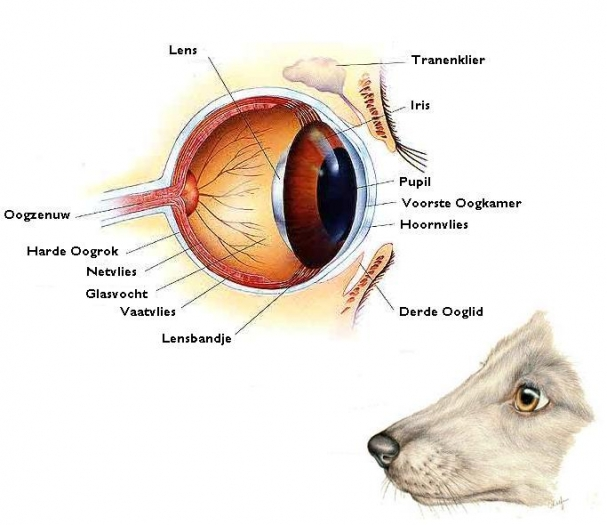 Lens
Tranenklier
Iris
Pupil
Voorste Oogkamer
Hoornvlies
Oogzenuw
Harde Oogrok
Netvlies
Glasvocht
Vaatvlies
Lensbandje
Derde Ooglid